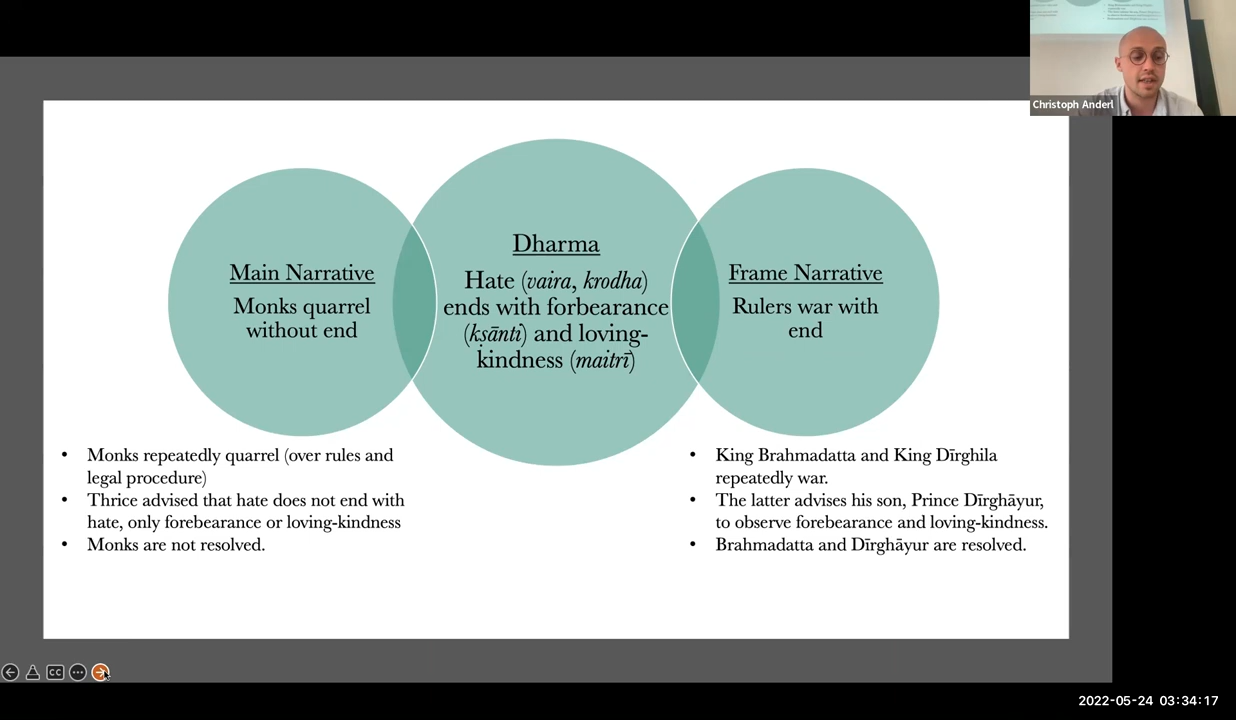 Christoph Anderl
Main Narrative
Monks quarrel
without end
Dharma
Hate (vaira, krodha)
ends with forbearance
(kṣānti) and loving-
kindness (maitrī)
Frame Narrative
Rulers war with
end
• Monks repeatedly quarrel (over rules and
legal procedure)
• Thrice advised that hate does not end with
hate, only forebearance or loving-kindness
• Monks are not resolved.
• King Brahmadatta and King Dīrghila
repeatedly war.
• The latter advises his son, Prince Dīrghāyur,
to observe forebearance and loving-kindness.
• Brahmadatta and Dīrghāyur are resolved.
CC
2022-05-24 03:34:17